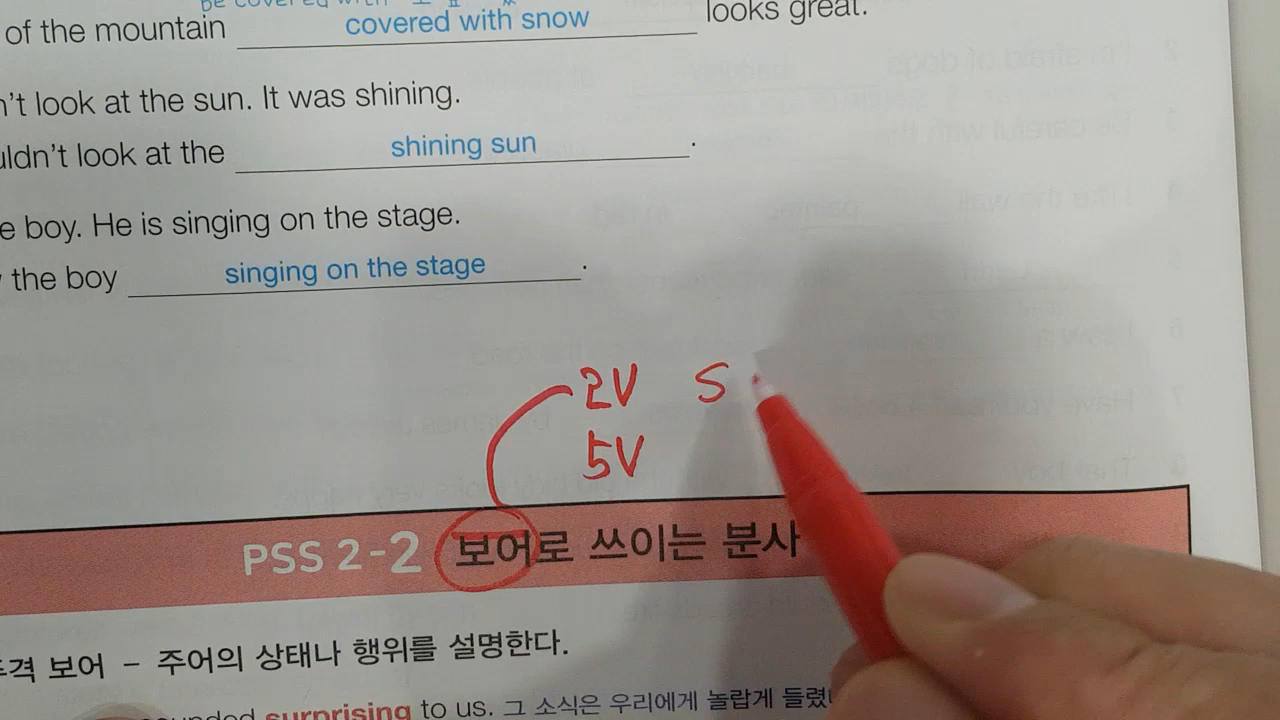 be covered with
of the mountain covered with snow looks great.
n't look at the sun. It was shining.
uldn't look at the shining sun.
e boy. He is singing on the stage.
the boy singing on the stage.
2V S
5V
PSS 2-2 보어로 쓰이는 분사
격 보어 – 주어의 상태나 행위를 설명한다.
ounded surprising to us. 그 소식은 우리에게 놀랍게 들렸